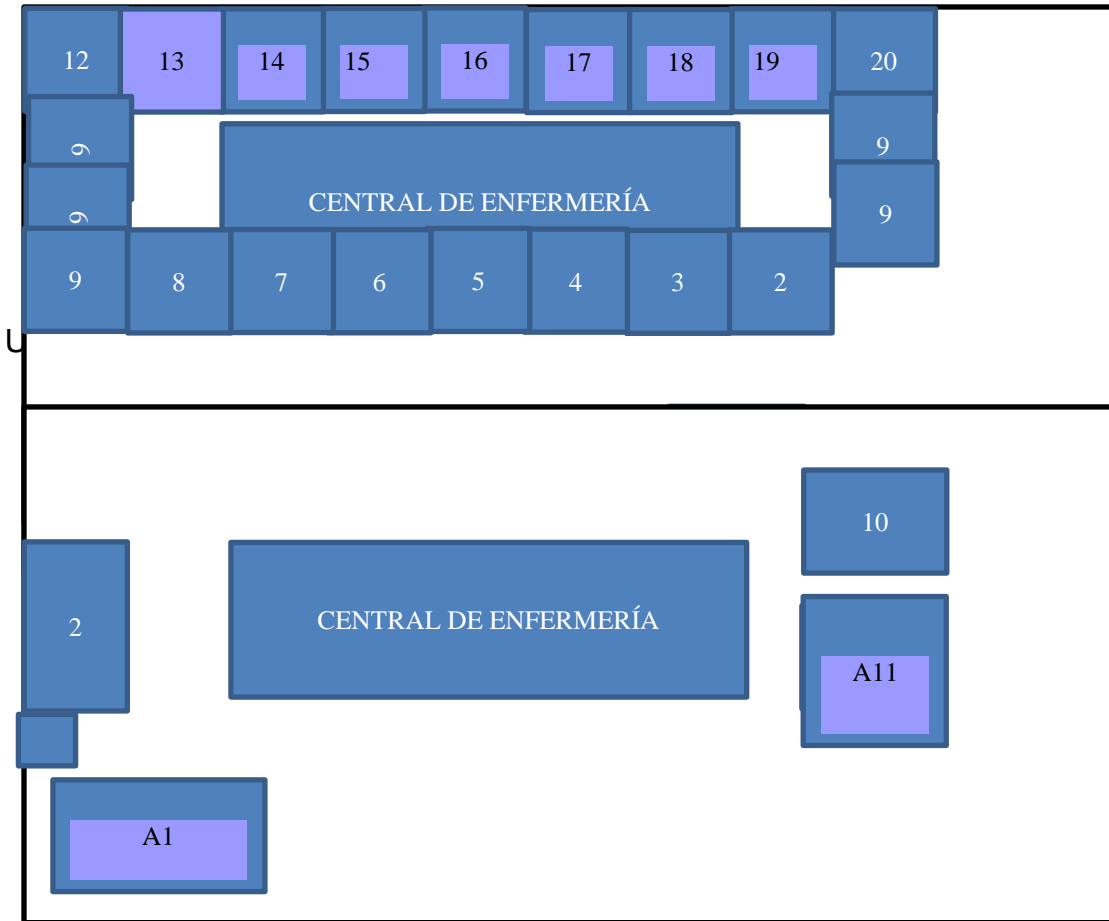 12 13 14 15 16 17 18 19 20
9 9
CENTRAL DE ENFERMERÍA
9 9
9 8 7 6 5 4 3 2
U
10
2 CENTRAL DE ENFERMERÍA
A11
A1